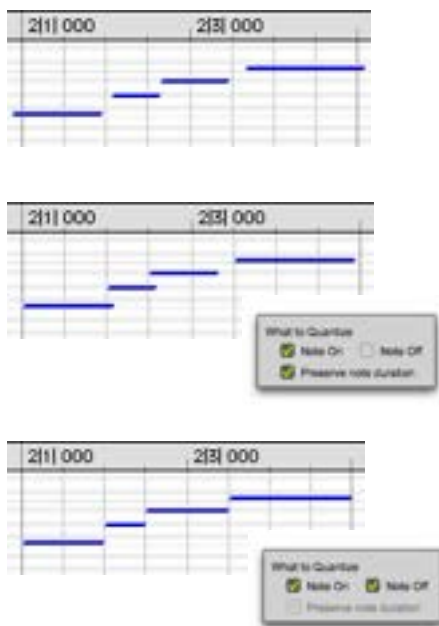 2|1| 000 2|3| 000
2|1| 000 2|3| 000
What to Quantize
Note On Note Off
Preserve note duration
2|1| 000 2|3| 000
What to Quantize
Note On Note Off
Preserve note duration